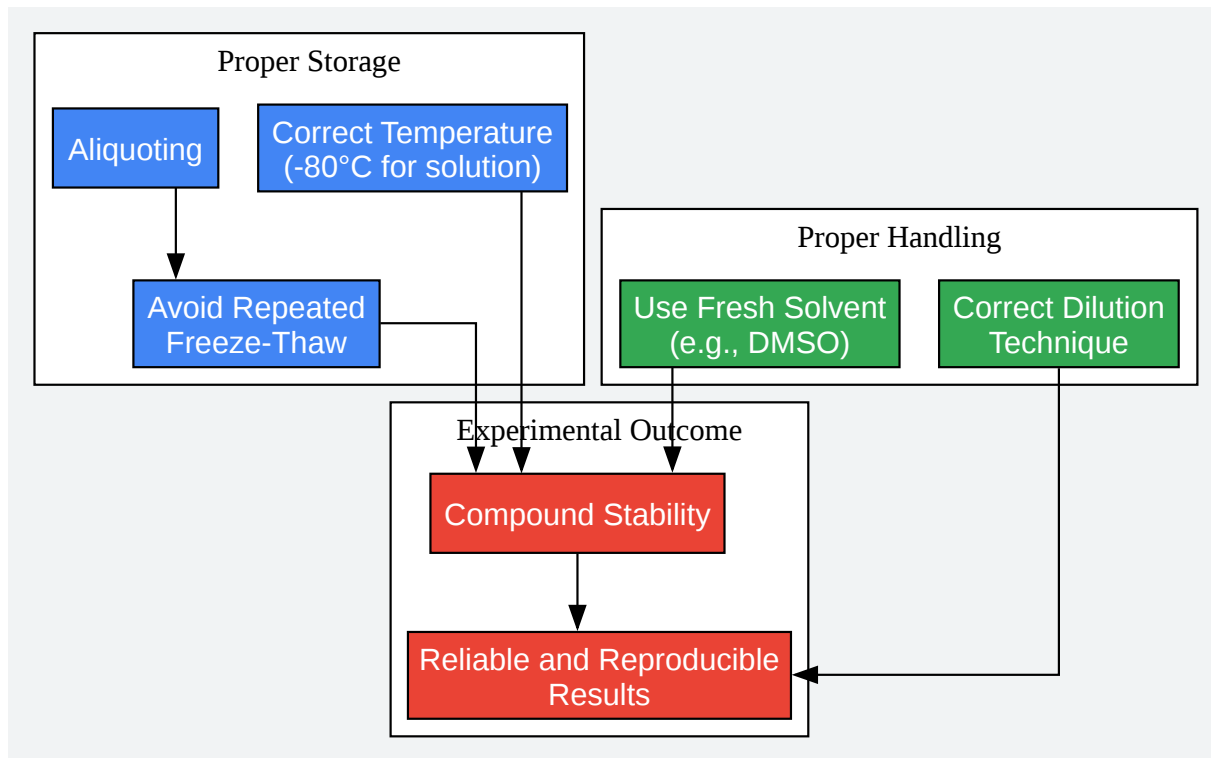 Proper Storage
Aliquoting
Correct Temperature
(-80°C for solution)
Avoid Repeated
Freeze-Thaw
Proper Handling
Use Fresh Solvent
(e.g., DMSO)
Correct Dilution
Technique
Experimental Outcome
Compound Stability
Reliable and Reproducible
Results